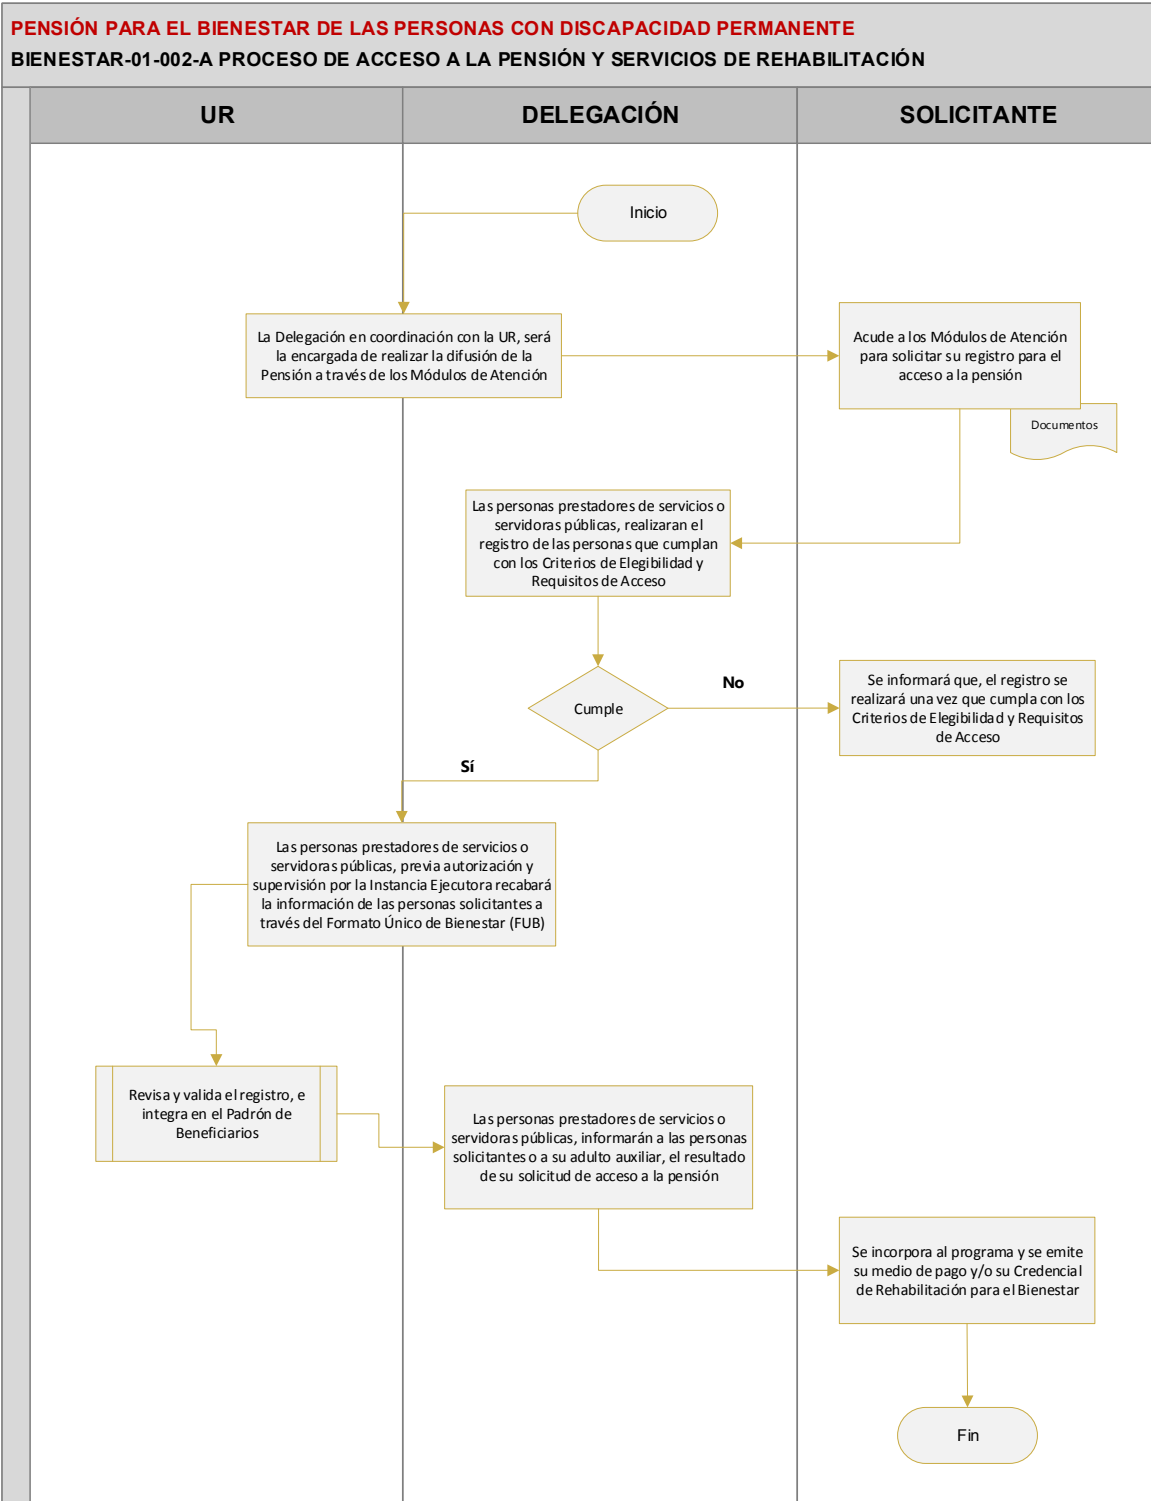 PENSIÓN PARA EL BIENESTAR DE LAS PERSONAS CON DISCAPACIDAD PERMANENTE
BIENESTAR-01-002-A PROCESO DE ACCESO A LA PENSIÓN Y SERVICIOS DE REHABILITACIÓN
UR
DELEGACIÓN
SOLICITANTE
Inicio
La Delegación en coordinación con la UR, será
la encargada de realizar la difusión de la
Pensión a través de los Módulos de Atención
Acude a los Módulos de Atención
para solicitar su registro para el
acceso a la pensión
Documentos
Las personas prestadores de servicios o
servidoras públicas, realizaran el
registro de las personas que cumplan
con los Criterios de Elegibilidad y
Requisitos de Acceso
Cumple
No
Se informará que, el registro se
realizará una vez que cumpla con los
Criterios de Elegibilidad y Requisitos
de Acceso
Sí
Las personas prestadores de servicios o
servidoras públicas, previa autorización y
supervisión por la Instancia Ejecutora recabará
la información de las personas solicitantes a
través del Formato Único de Bienestar (FUB)
Revisa y valida el registro, e
integra en el Padrón de
Beneficiarios
Las personas prestadores de servicios o
servidoras públicas, informarán a las personas
solicitantes o a su adulto auxiliar, el resultado
de su solicitud de acceso a la pensión
Se incorpora al programa y se emite
su medio de pago y/o su Credencial
de Rehabilitación para el Bienestar
Fin